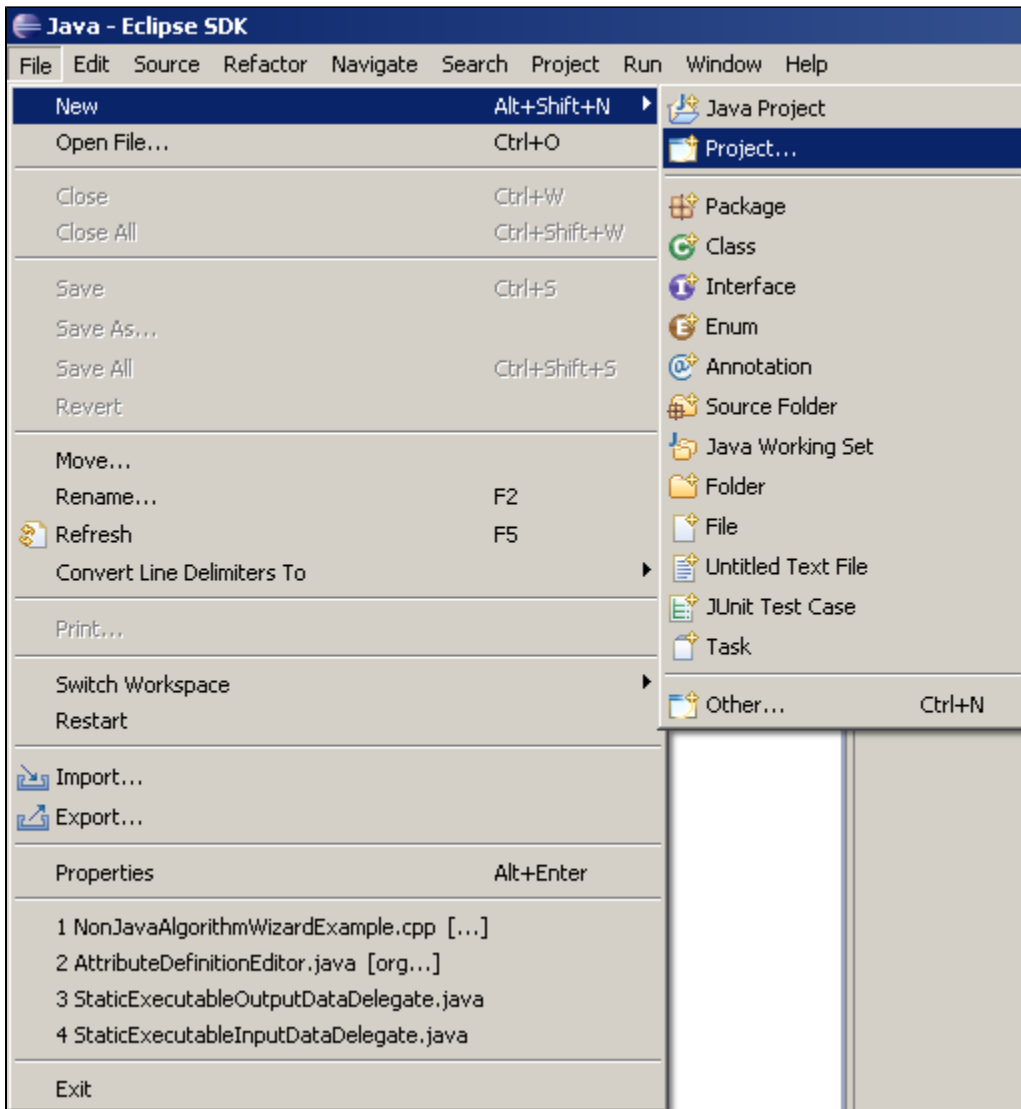 Java - Eclipse SDK
File Edit Source Refactor Navigate Search Project Run Window Help
New Alt+Shift+N
Open File... Ctrl+O
Close Ctrl+W
Close All Ctrl+Shift+W
Save Ctrl+S
Save As...
Save All Ctrl+Shift+S
Revert
Move...
Rename... F2
Refresh F5
Convert Line Delimiters To
Print...
Switch Workspace
Restart
Import...
Export...
Properties Alt+Enter
1 NonJavaAlgorithmWizardExample.cpp [...]
2 AttributeDefinitionEditor.java [org...]
3 StaticExecutableOutputDataDelegate.java
4 StaticExecutableInputDataDelegate.java
Exit
Java Project
Project...
Package
Class
Interface
Enum
Annotation
Source Folder
Java Working Set
Folder
File
Untitled Text File
JUnit Test Case
Task
Other... Ctrl+N